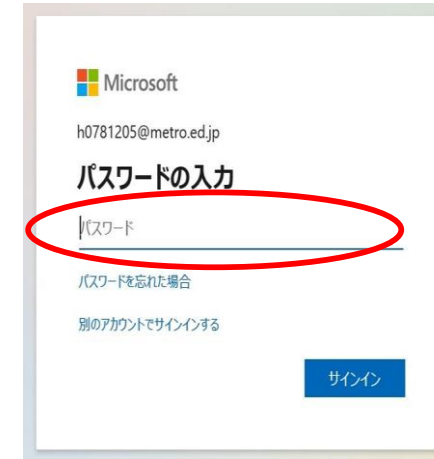 Microsoft
h0781205@metro.ed.jp
パスワードの入力
パスワード
パスワードを忘れた場合
別のアカウントでサインインする
サインイン